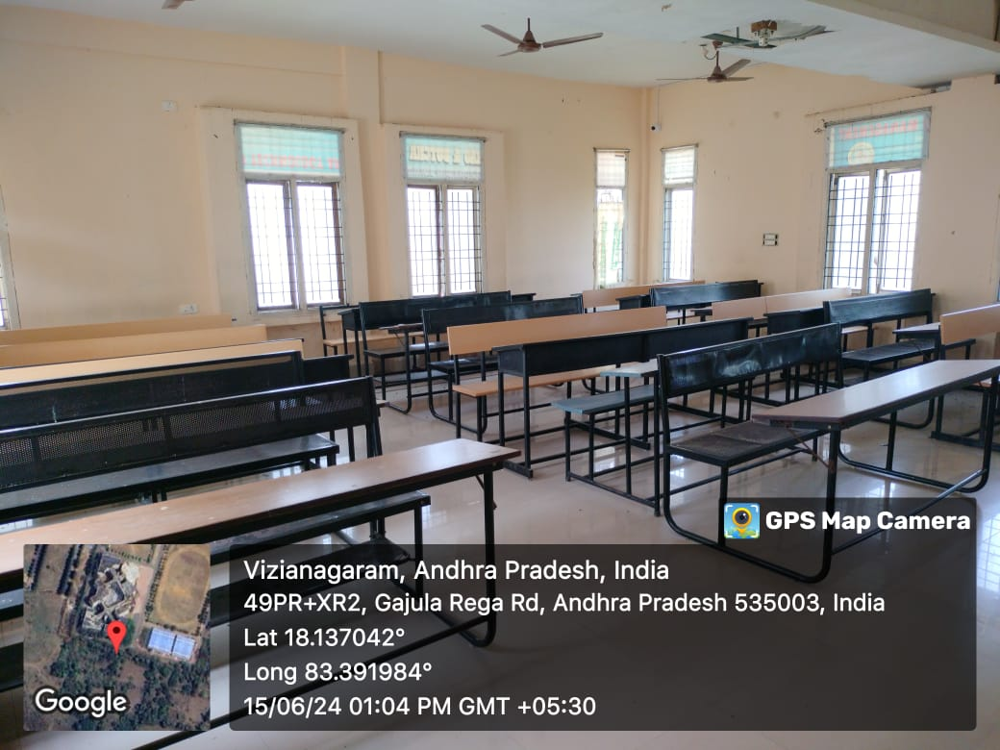 GPS Map Camera
Vizianagaram, Andhra Pradesh, India
49PR+XR2, Gajula Rega Rd, Andhra Pradesh 535003, India
Lat 18.137042°
Long 83.391984°
15/06/24 01:04 PM GMT +05:30
Google